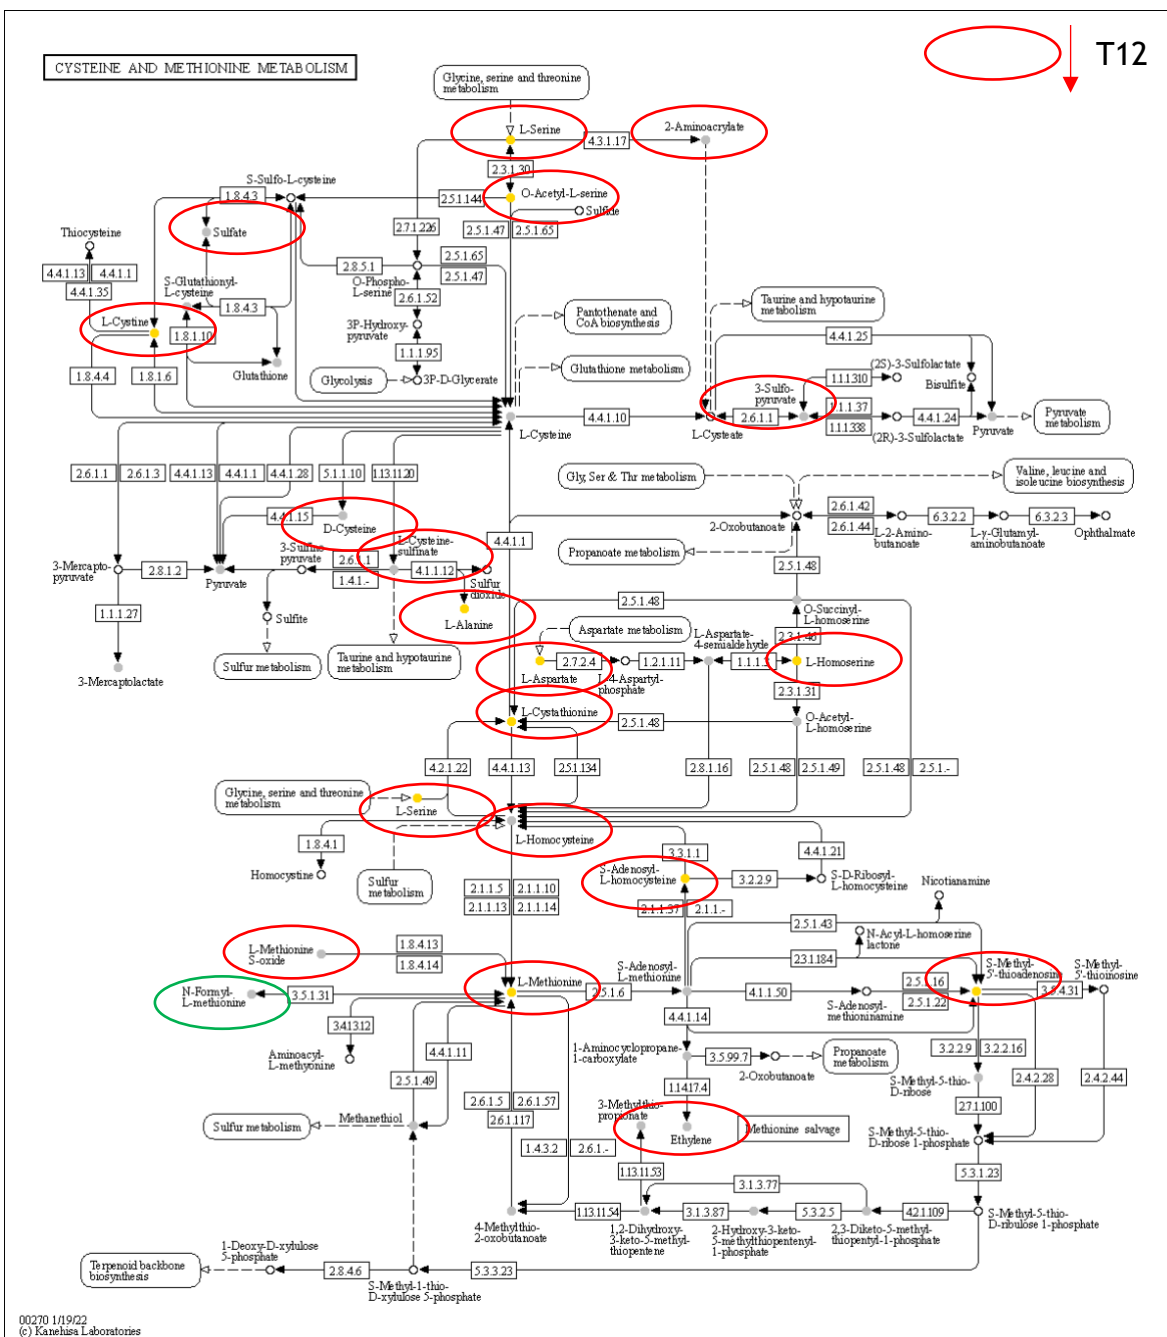 T12
CYSTEINE AND METHIONINE METABOLISM
Glycine, serine and threonine
metabolism
L-Serine
4.3.1.17
2-Aminoacrylate
2.3.1.30
S-Sulfo-L-cysteine
1.8.4.3
2.5.1.144
O-Acetyl-L-serine
Sulfide
Sulfate
2.7.1.226
2.5.1.47
2.5.1.65
Thiocysteine
4.4.1.13
4.4.1.1
4.4.1.35
S-Glutathionyl-
L-cysteine
2.8.5.1
2.5.1.65
2.5.1.47
O-Phospho-
L-serine
1.8.4.3
2.6.1.52
Taurine and hypotaurine
metabolism
Pantothenate and
CoA biosynthesis
L-Cystine
1.8.1.10
3P-Hydroxy-
pyruvate
4.4.1.25
1.1.1.95
Glutathione
Glutathione metabolism
(2S)-3-Sulfolactate
1.8.4.4
1.8.1.6
Glycolysis
3P-D-Glycerate
3-Sulfo-
pyruvate
1.1.1.310
Bisulfite
L-Cysteine
4.4.1.10
L-Cysteate
2.6.1.1
1.1.1.37
1.1.1.338
(2R)-3-Sulfolactate
4.4.1.24
Pyruvate
Pyruvate
metabolism
2.6.1.1
2.6.1.3
4.4.1.13
4.4.1.1
4.4.1.28
5.1.1.10
1.13.11.20
Gly, Ser & Thr metabolism
Valine, leucine and
isoleucine biosynthesis
4.4.1.15
D-Cysteine
2-Oxobutanoate
2.6.1.42
2.6.1.44
L-2-Amino-
butanoate
6.3.2.2
L-γ-Glutamyl-
aminobutanoate
6.3.2.3
Ophthalmate
4.4.1.1
Propanoate metabolism
L-Cysteine-
sulfinate
3-Sulfino-
pyruvate
2.6.1.1
1.4.1.-
4.1.1.12
Sulfur
dioxide
3-Mercapto-
pyruvate
2.8.1.2
Pyruvate
2.5.1.48
1.1.1.27
Sulfite
L-Alanine
2.5.1.48
O-Succinyl-
L-homoserine
Aspartate metabolism
L-Aspartate-
4-semialdehyde
2.3.1.46
3-Mercaptolactate
Sulfur metabolism
Taurine and hypotaurine
metabolism
L-Aspartate
2.7.2.4
L-4-Aspartyl-
phosphate
1.2.1.11
1.1.1.3
L-Homoserine
2.3.1.31
L-Cystathionine
2.5.1.48
O-Acetyl-
L-homoserine
4.2.1.22
4.4.1.13
2.5.1.134
2.8.1.16
2.5.1.48
2.5.1.49
2.5.1.48
2.5.1.-
Glycine, serine and threonine
metabolism
L-Serine
L-Homocysteine
1.8.4.1
3.3.1.1
4.4.1.21
Homocystine
Sulfur
metabolism
S-Adenosyl-
L-homocysteine
3.2.2.9
S-D-Ribosyl-
L-homocysteine
2.1.1.5
2.1.1.10
2.1.1.13
2.1.1.14
2.1.1.37
2.1.1.-
Nicotianamine
2.5.1.43
L-Methionine
S-oxide
1.8.4.13
1.8.4.14
N-Acyl-L-homoserine
lactone
2.3.1.184
N-Formyl-
L-methionine
3.5.1.31
L-Methionine
2.5.1.6
S-Adenosyl-
L-methionine
4.1.1.50
S-Adenosyl-
methioninamine
2.5.1.16
2.5.1.22
S-Methyl-
5'-thioadenosine
3.5.4.31
S-Methyl-
5'-thioinosine
3.4.13.12
Aminoacyl-
L-methyonine
4.4.1.11
4.4.1.14
1-Aminocyclopropane-
1-carboxylate
3.5.99.7
2-Oxobutanoate
Propanoate
metabolism
3.2.2.9
3.2.2.16
2.5.1.49
1.14.17.4
S-Methyl-5-thio-
D-ribose
2.4.2.28
2.4.2.44
2.6.1.5
2.6.1.57
2.6.1.117
3-Methylthio-
propionate
2.7.1.100
Sulfur metabolism
Methanethiol
Ethylene
Methionine salvage
S-Methyl-5-thio-
D-ribose 1-phosphate
1.4.3.2
2.6.1.-
1.13.11.53
3.1.3.77
5.3.1.23
4-Methylthio-
2-oxobutanoate
1.13.11.54
1,2-Dihydroxy-
3-keto-5-methyl-
thiopentene
3.1.3.87
2-Hydroxy-3-keto-
5-methylthiopentenyl-
1-phosphate
5.3.2.5
2,3-Diketo-5-methyl-
thiopentyl-1-phosphate
4.2.1.109
S-Methyl-5-thio-
D-ribulose 1-phosphate
1-Deoxy-D-xylulose
5-phosphate
Terpenoid backbone
biosynthesis
2.8.4.6
S-Methyl-1-thio-
D-xylulose 5-phosphate
5.3.3.23
00270 1/19/22
(c) Kanehisa Laboratories